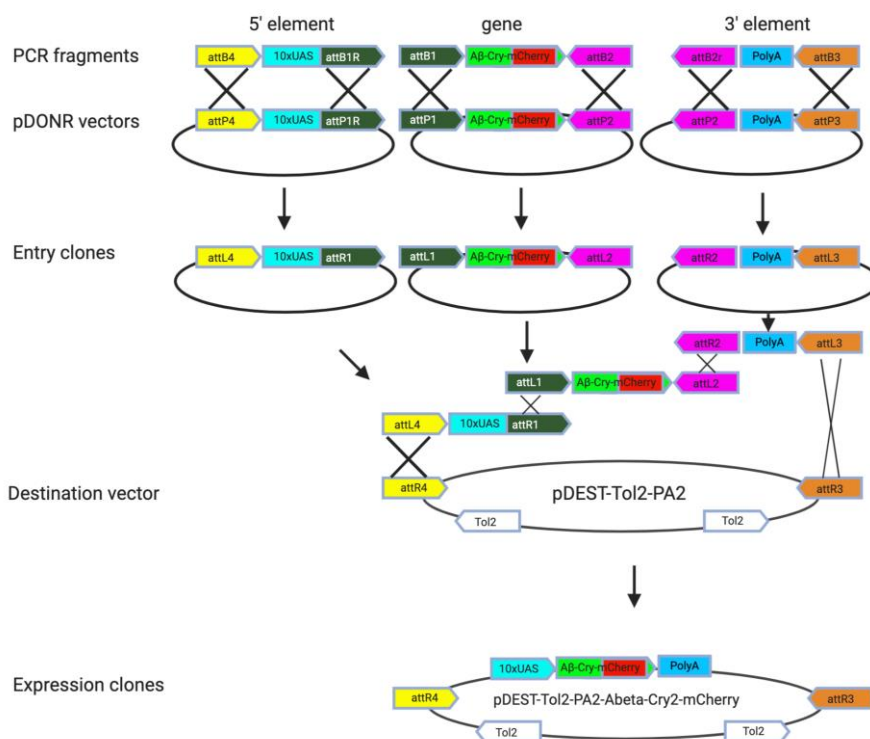 5' element gene 3' element
PCR fragments attB4 10xUAS attB1R attB1 Aβ-Cry-mCherry attB2 attB2r PolyA attB3
pDONR vectors attP4 10xUAS attP1R attP1 Aβ-Cry-mCherry attP2 attP2 PolyA attP3
Entry clones attL4 10xUAS attR1 attL1 Aβ-Cry-mCherry attL2 attR2 PolyA attL3
attR2 PolyA attL3
attL1 Aβ-Cry-mCherry attL2
attL4 10xUAS attR1
Destination vector attR4 pDEST-Tol2-PA2 attR3
Tol2 Tol2
10xUAS Aβ-Cry-mCherry PolyA
Expression clones attR4 pDEST-Tol2-PA2-Abeta-Cry2-mCherry attR3
Tol2 Tol2